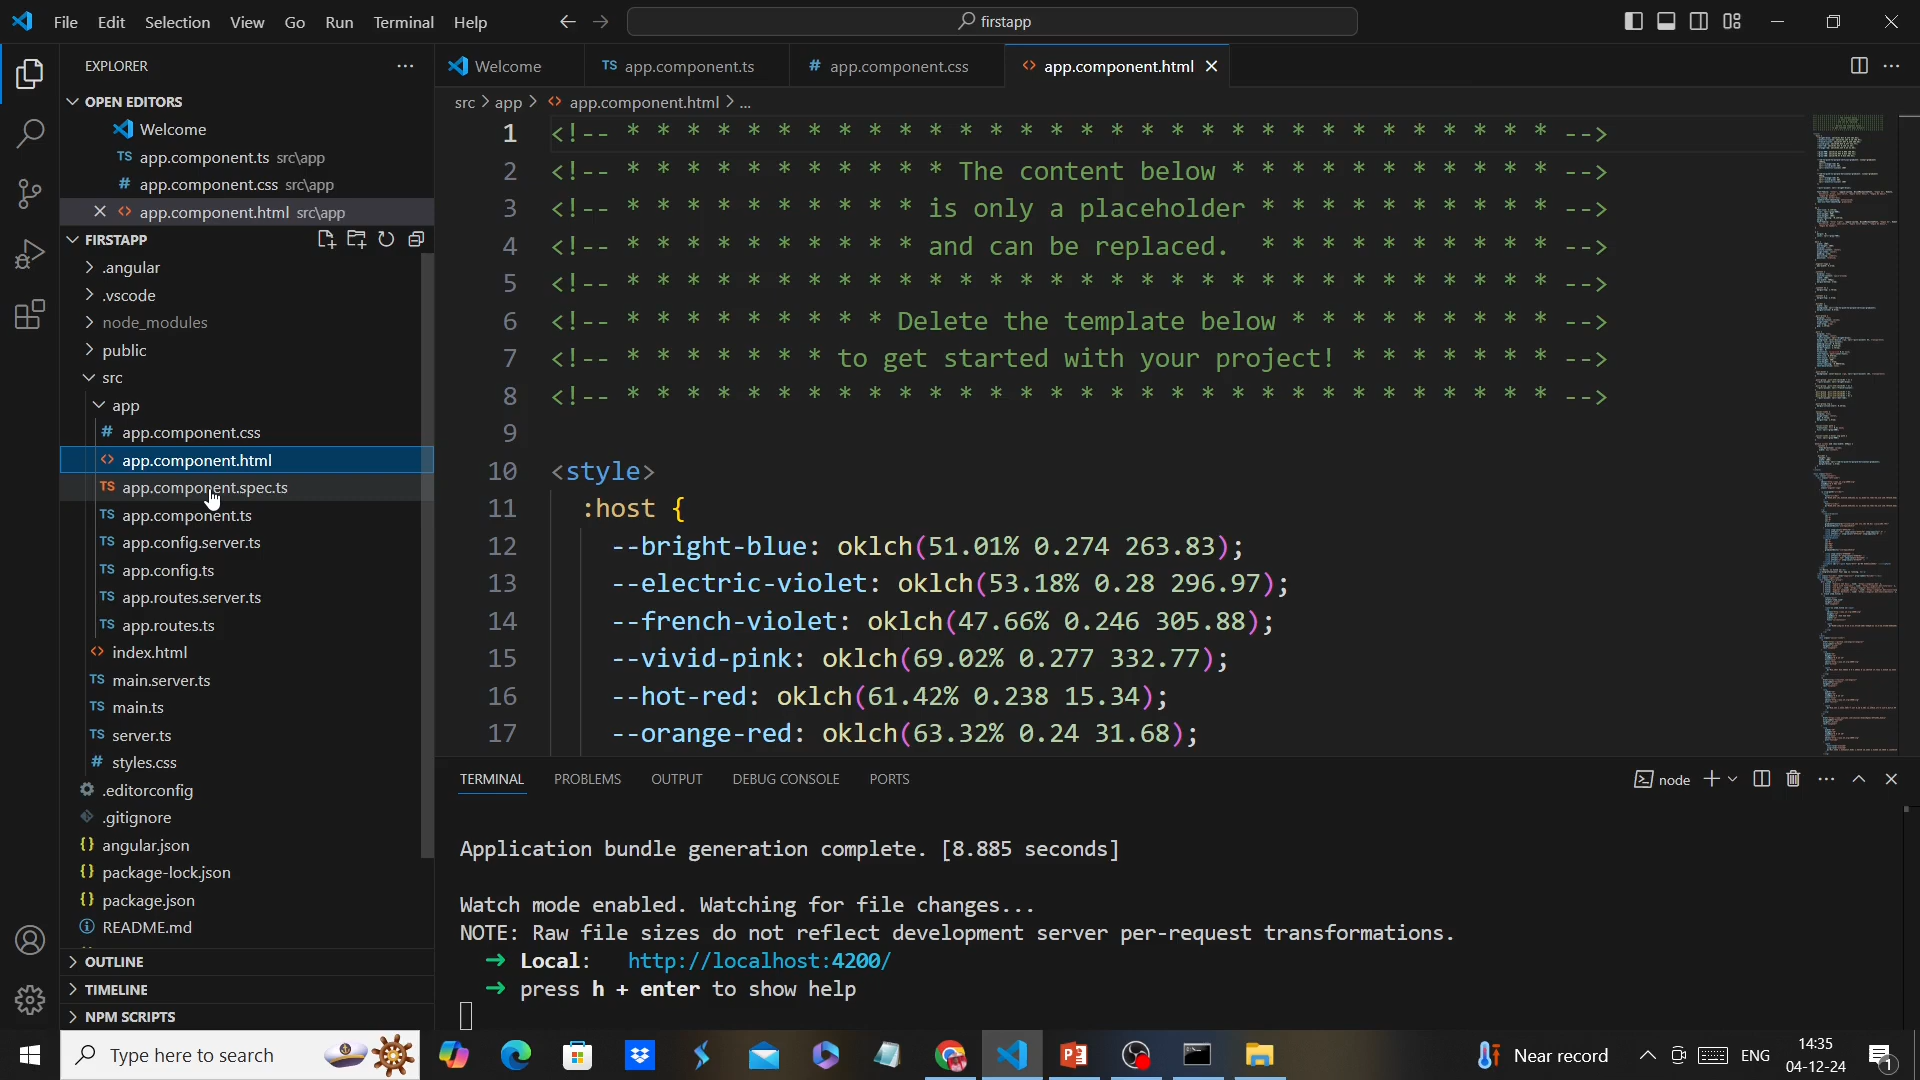 File Edit Selection View Go Run Terminal Help
firstapp
EXPLORER
OPEN EDITORS
Welcome
TS app.component.ts src\app
# app.component.css src\app
<> app.component.html src\app
FIRSTAPP
.angular
.vscode
node_modules
public
src
app
# app.component.css
<> app.component.html
TS app.component.spec.ts
TS app.component.ts
TS app.config.server.ts
TS app.config.ts
TS app.routes.server.ts
TS app.routes.ts
<> index.html
TS main.server.ts
TS main.ts
TS server.ts
# styles.css
.editorconfig
.gitignore
{} angular.json
{} package-lock.json
{} package.json
README.md
OUTLINE
TIMELINE
NPM SCRIPTS
Welcome TS app.component.ts # app.component.css <> app.component.html
src > app > <> app.component.html > ...
1 <!-- * * * * * * * * * * * * * * * * * * * * * * * * * * * * * * * -->
2 <!-- * * * * * * * * * * * The content below * * * * * * * * * * * -->
3 <!-- * * * * * * * * * * is only a placeholder * * * * * * * * * * -->
4 <!-- * * * * * * * * * * and can be replaced.  * * * * * * * * * * -->
5 <!-- * * * * * * * * * * * * * * * * * * * * * * * * * * * * * * * -->
6 <!-- * * * * * * * * * Delete the template below * * * * * * * * * -->
7 <!-- * * * * * * * to get started with your project! * * * * * * * -->
8 <!-- * * * * * * * * * * * * * * * * * * * * * * * * * * * * * * * -->
9
10 <style>
11 :host {
12 --bright-blue: oklch(51.01% 0.274 263.83);
13 --electric-violet: oklch(53.18% 0.28 296.97);
14 --french-violet: oklch(47.66% 0.246 305.88);
15 --vivid-pink: oklch(69.02% 0.277 332.77);
16 --hot-red: oklch(61.42% 0.238 15.34);
17 --orange-red: oklch(63.32% 0.24 31.68);
TERMINAL PROBLEMS OUTPUT DEBUG CONSOLE PORTS
node
Application bundle generation complete. [8.885 seconds]
Watch mode enabled. Watching for file changes...
NOTE: Raw file sizes do not reflect development server per-request transformations.
➜ Local: http://localhost:4200/
➜ press h + enter to show help
Type here to search
Near record
ENG
14:35
04-12-24
1